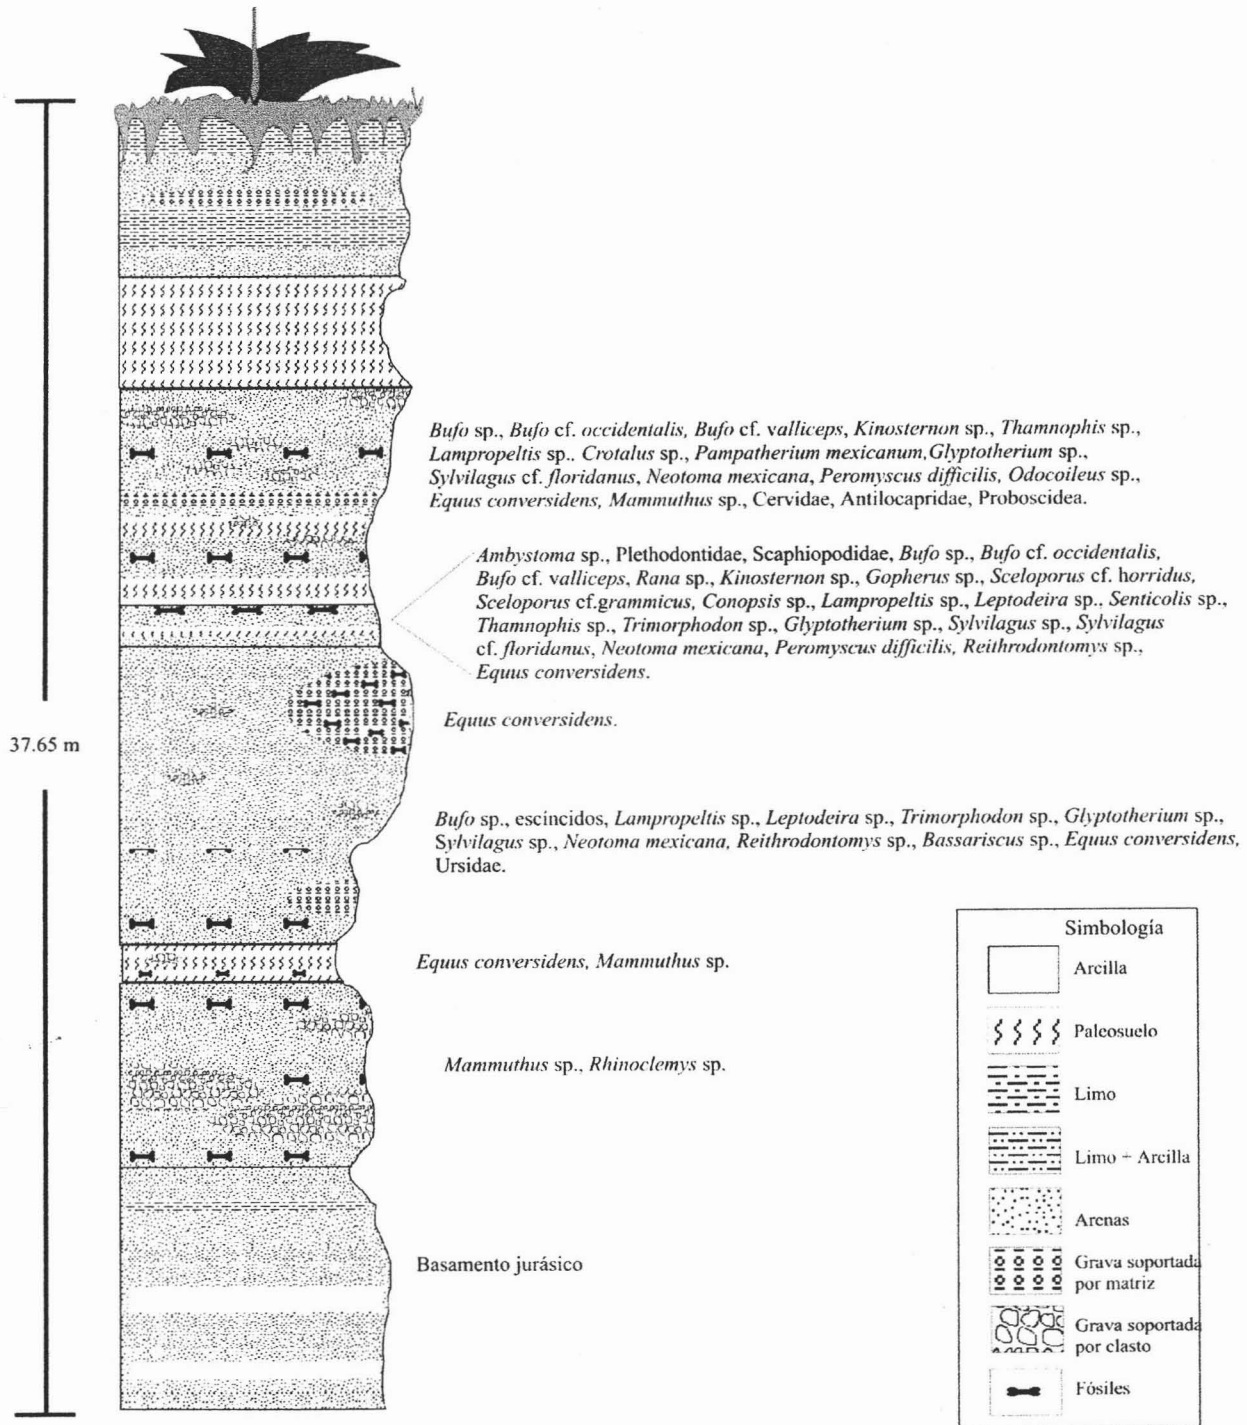 Bufo sp., Bufo cf. occidentalis, Bufo cf. valliceps, Kinosternon sp., Thamnophis sp.,
Lampropeltis sp.. Crotalus sp., Pampatherium mexicanum, Glyptotherium sp.,
Sylvilagus cf. floridanus, Neotoma mexicana, Peromyscus difficilis, Odocoileus sp.,
Equus conversidens, Mammuthus sp., Cervidae, Antilocapridae, Proboscidea.
Ambystoma sp., Plethodontidae, Scaphiopodidae, Bufo sp., Bufo cf. occidentalis,
Bufo cf. valliceps, Rana sp., Kinosternon sp., Gopherus sp., Sceloporus cf. horridus,
Sceloporus cf.grammicus, Conopsis sp., Lampropeltis sp., Leptodeira sp.. Senticolis sp.,
Thamnophis sp., Trimorphodon sp., Glyptotherium sp., Sylvilagus sp., Sylvilagus
cf. floridanus, Neotoma mexicana, Peromyscus difficilis, Reithrodontomys sp.,
Equus conversidens.
Equus conversidens.
37.65 m
Bufo sp., escincidos, Lampropeltis sp., Leptodeira sp., Trimorphodon sp., Glyptotherium sp.,
Sylvilagus sp., Neotoma mexicana, Reithrodontomys sp., Bassariscus sp., Equus conversidens,
Ursidae.
Equus conversidens, Mammuthus sp.
Mammuthus sp., Rhinoclemys sp.
Basamento jurásico
Simbología
Arcilla
Paleosuelo
Limo
Limo + Arcilla
Arenas
Grava soportada
por matriz
Grava soportada
por clasto
Fósiles